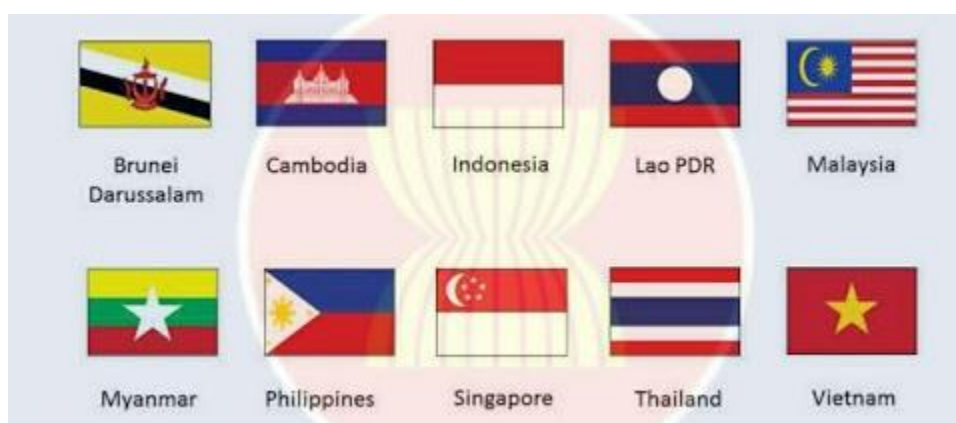 Brunei
Darussalam
Cambodia
Indonesia
Lao PDR
Malaysia
Myanmar
Philippines
Singapore
Thailand
Vietnam